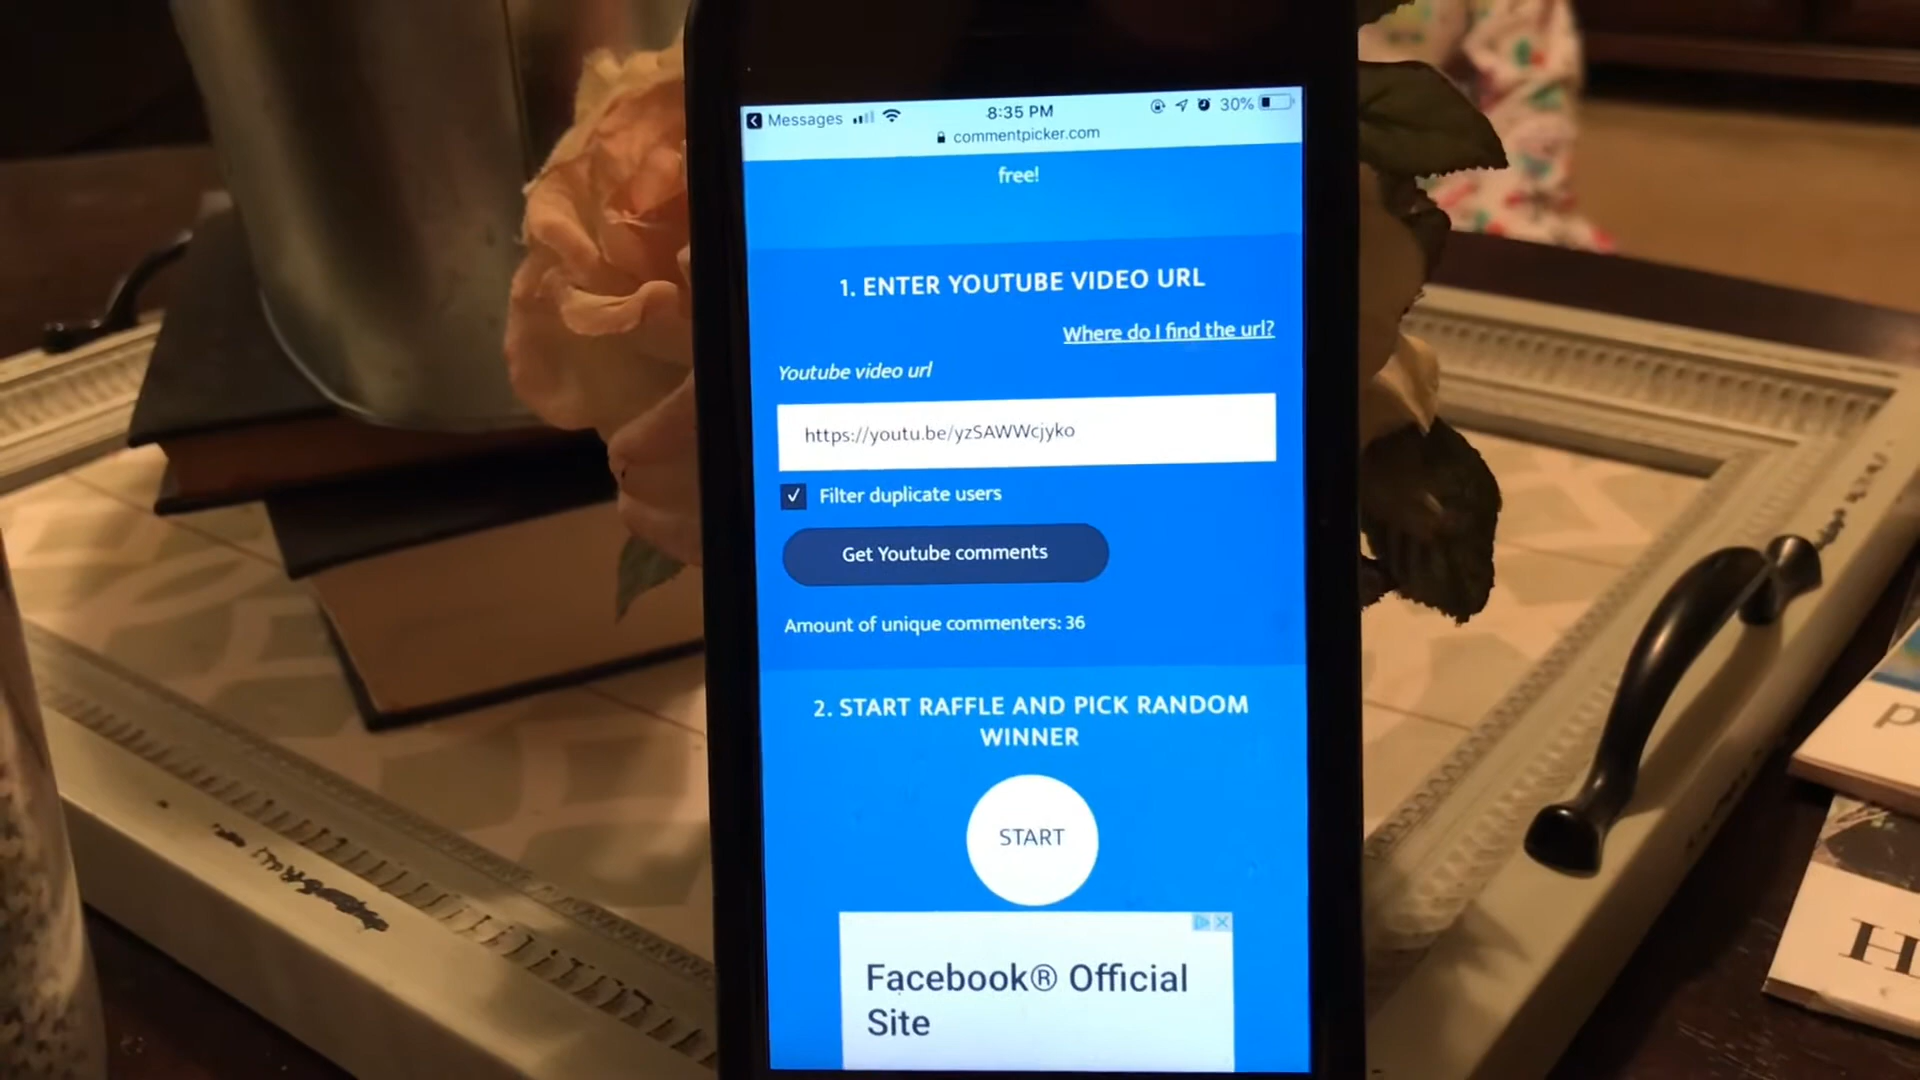 Messages 8:35 PM 30%
commentpicker.com
free!
1. ENTER YOUTUBE VIDEO URL
Where do I find the url?
Youtube video url
https://youtu.be/yzSAWWcjyko
Filter duplicate users
Get Youtube comments
Amount of unique commenters: 36
2. START RAFFLE AND PICK RANDOM
WINNER
START
Facebook® Official
Site
P
H